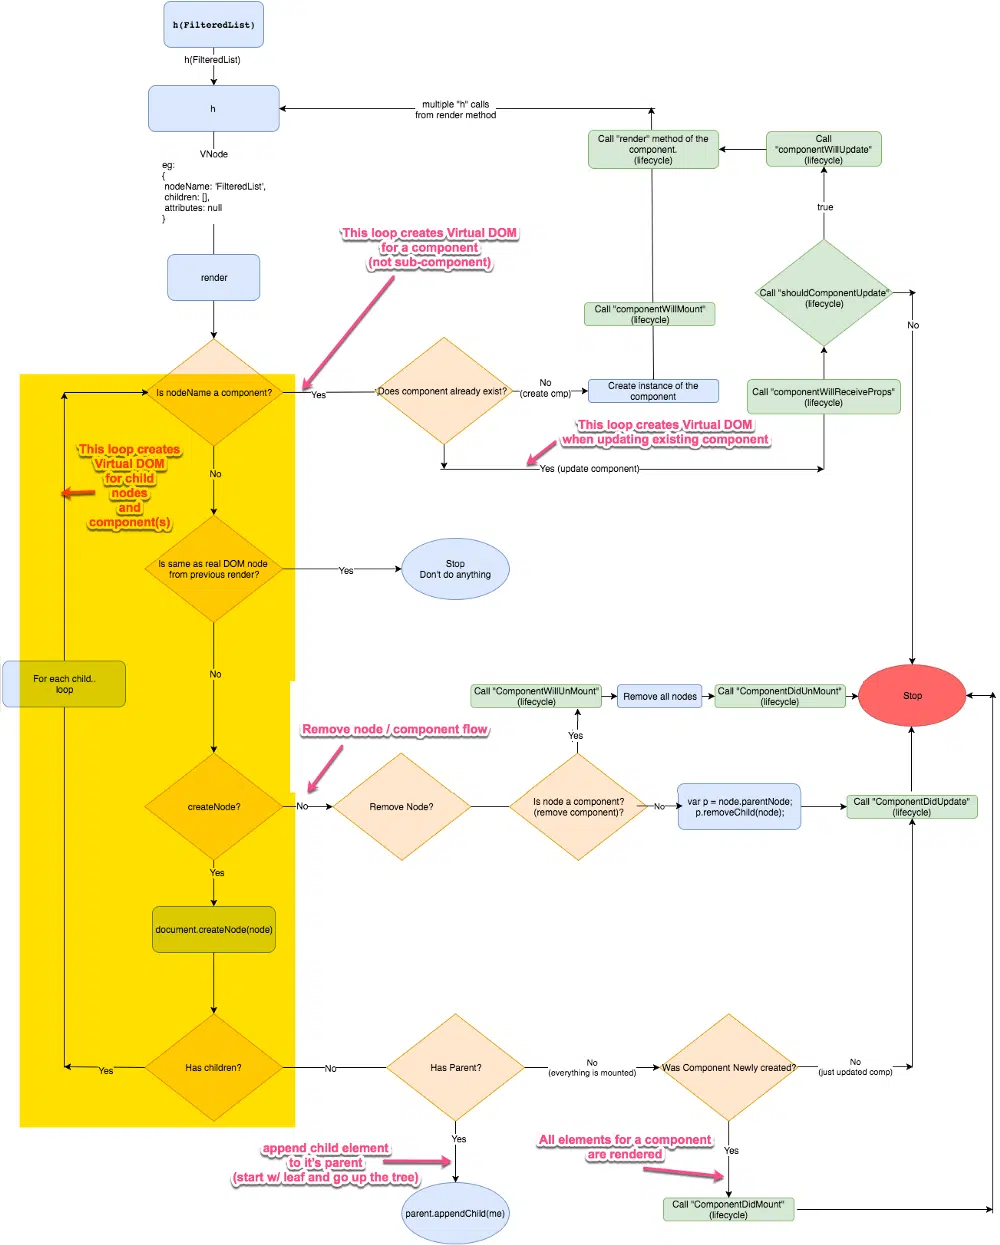 h(FilteredList)
h(FilteredList)
h
multiple "h" calls
from render method
Call "render" method of the
component.
(lifecycle)
Call
"componentWillUpdate"
(lifecycle)
VNode
eg:
{
nodeName: 'FilteredList',
children: [],
attributes: null
}
true
This loop creates Virtual DOM
for a component
(not sub-component)
render
Call "shouldComponentUpdate"
(lifecycle)
Call "componentWillMount"
(lifecycle)
No
Is nodeName a component?
Yes
Does component already exist?
No
(create cmp)
Create instance of the
component
Call "componentWillReceiveProps"
(lifecycle)
This loop creates Virtual DOM
when updating existing component
This loop creates
Virtual DOM
for child
nodes
and
component(s)
No
Yes (update component)
Is same as real DOM node
from previous render?
Yes
Stop
Don't do anything
No
For each child..
loop
Call "ComponentWillUnMount"
(lifecycle)
Remove all nodes
Call "ComponentDidUnMount"
(lifecycle)
Stop
Remove node / component flow
Yes
createNode?
No
Remove Node?
Is node a component?
(remove component)?
No
var p = node.parentNode;
p.removeChild(node);
Call "ComponentDidUpdate"
(lifecycle)
Yes
document.createNode(node)
Yes
Has children?
No
Has Parent?
No
(everything is mounted)
Was Component Newly created?
No
(just updated comp)
Yes
append child element
to it's parent
(start w/ leaf and go up the tree)
All elements for a component
are rendered
Yes
parent.appendChild(me)
Call "ComponentDidMount"
(lifecycle)